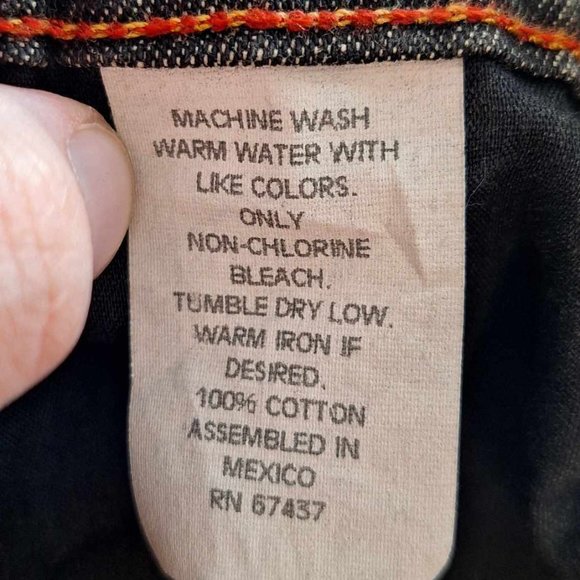 MACHINE WASH
WARM WATER WITH
LIKE COLORS.
ONLY
NON-CHLORINE
BLEACH.
TUMBLE DRY LOW.
WARM IRON IF
DESIRED.
100% COTTON
ASSEMBLED IN
MEXICO
RN 67437